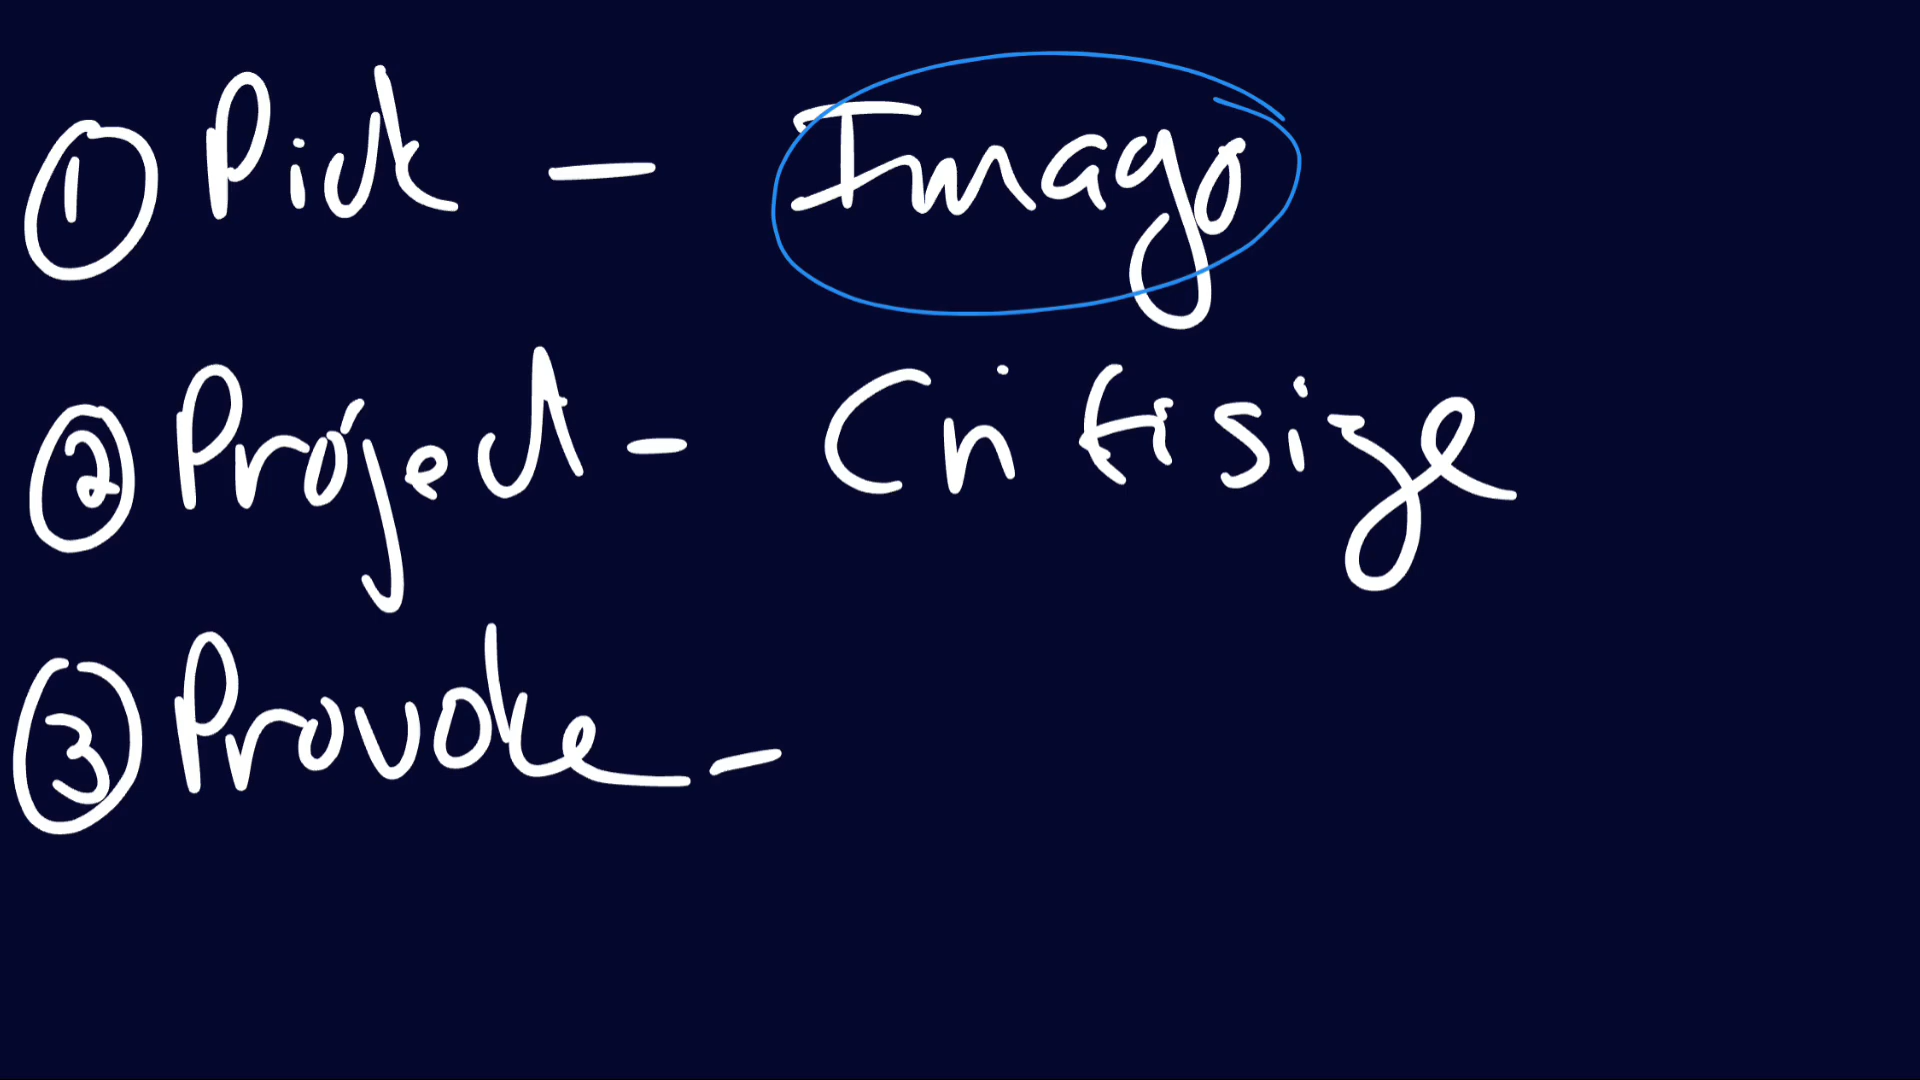 ① Pick - Imago
② Project - Critisize
③ Provoke -